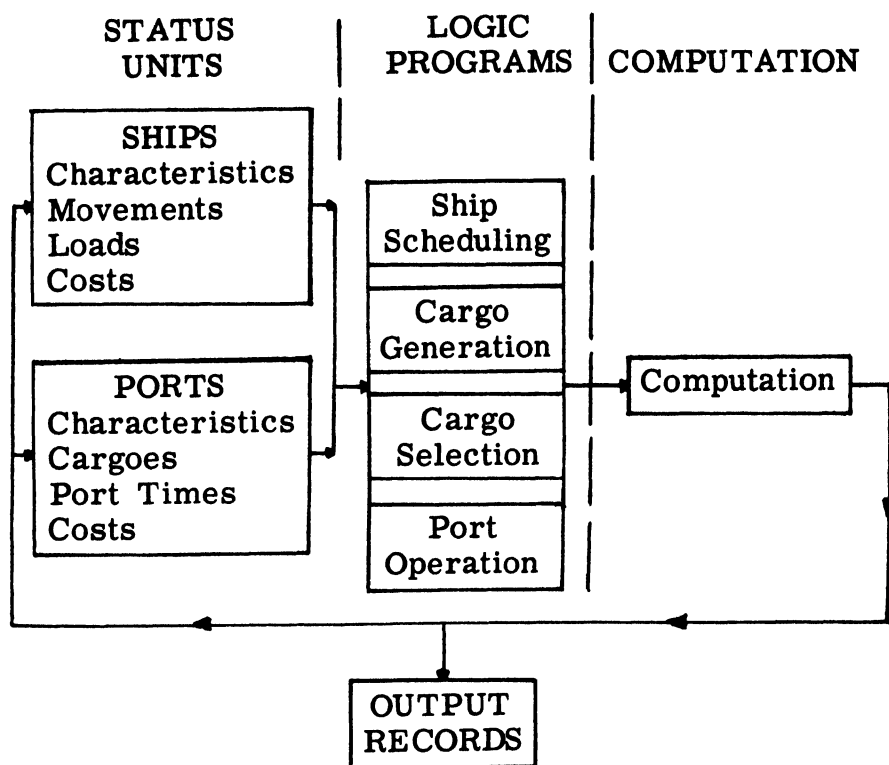 STATUS
UNITS
LOGIC
PROGRAMS
COMPUTATION
SHIPS
Characteristics
Movements
Loads
Costs
PORTS
Characteristics
Cargoes
Port Times
Costs
Ship
Scheduling
Cargo
Generation
Cargo
Selection
Port
Operation
Computation
OUTPUT
RECORDS